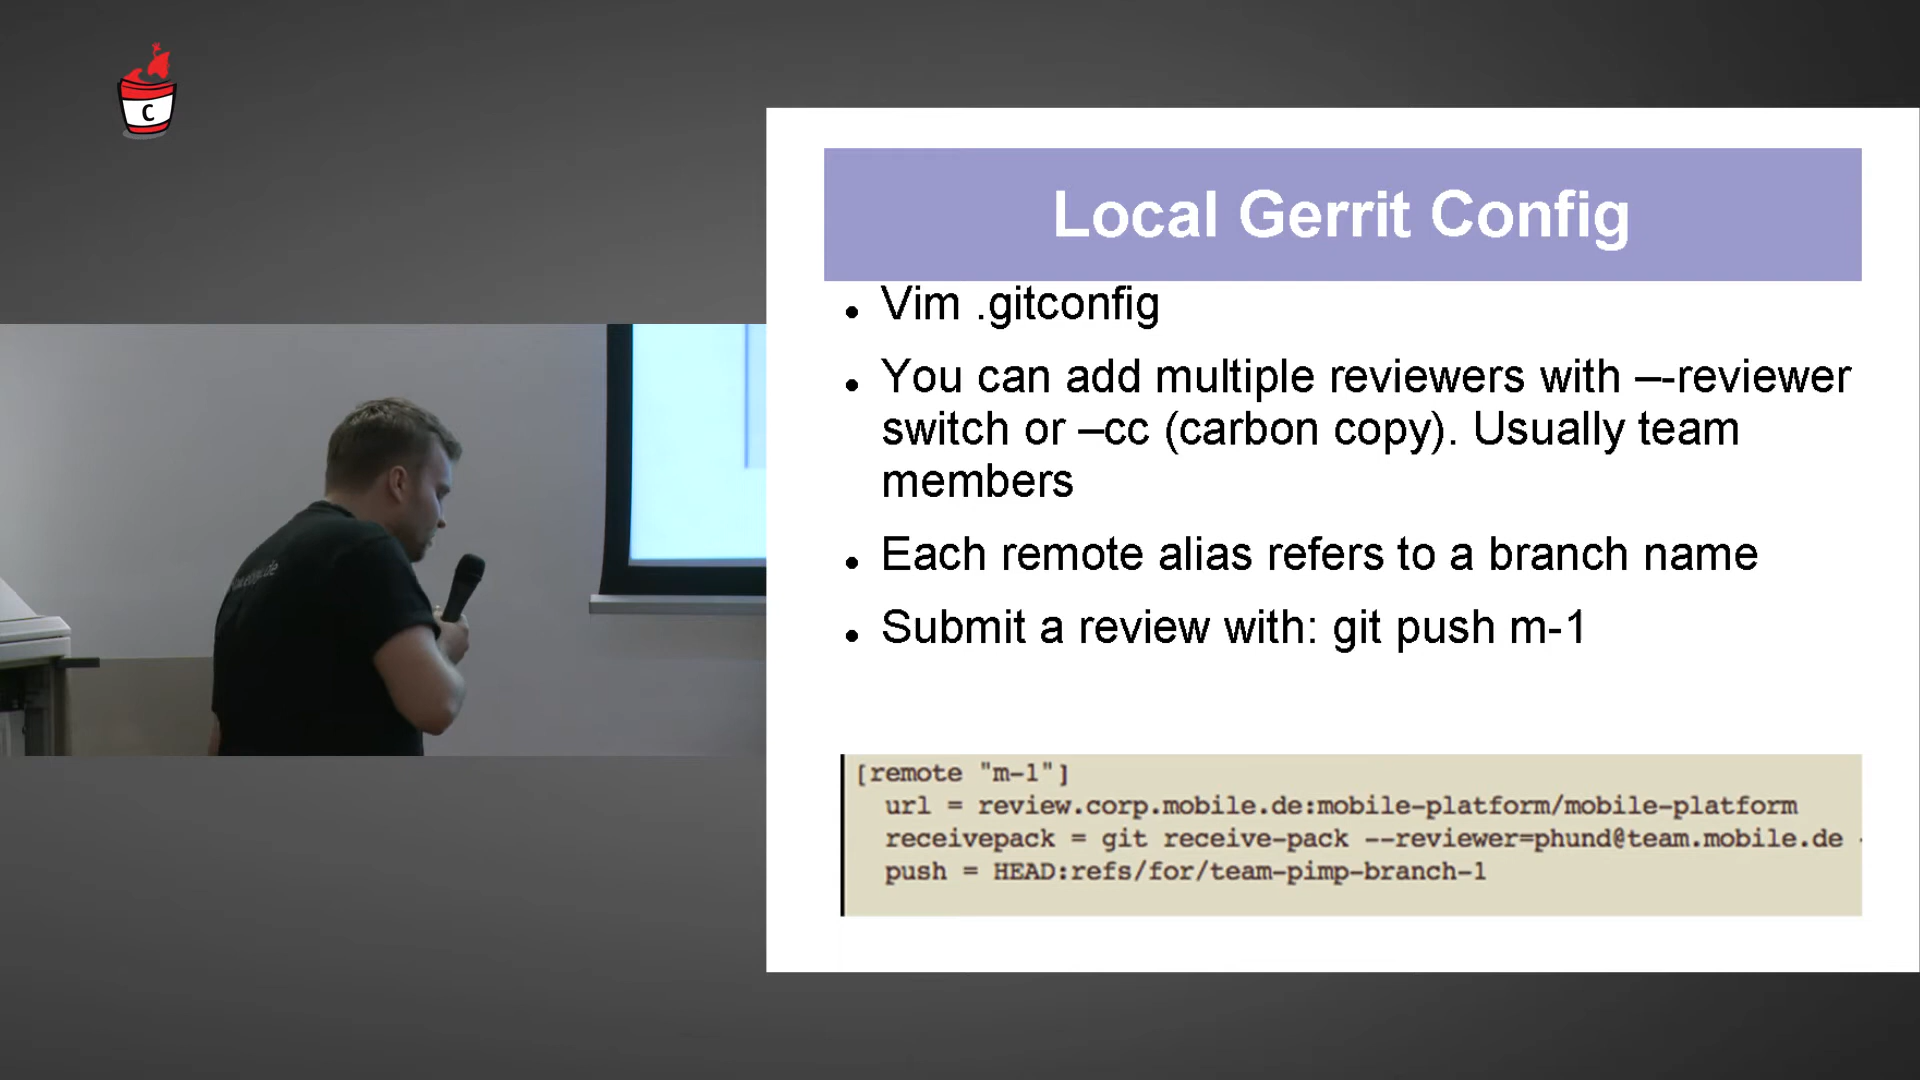 C
Local Gerrit Config
• Vim .gitconfig
• You can add multiple reviewers with –-reviewer
switch or –cc (carbon copy). Usually team
members
• Each remote alias refers to a branch name
• Submit a review with: git push m-1
[remote "m-1"]
url = review.corp.mobile.de:mobile-platform/mobile-platform
receivepack = git receive-pack --reviewer=phund@team.mobile.de
push = HEAD:refs/for/team-pimp-branch-1